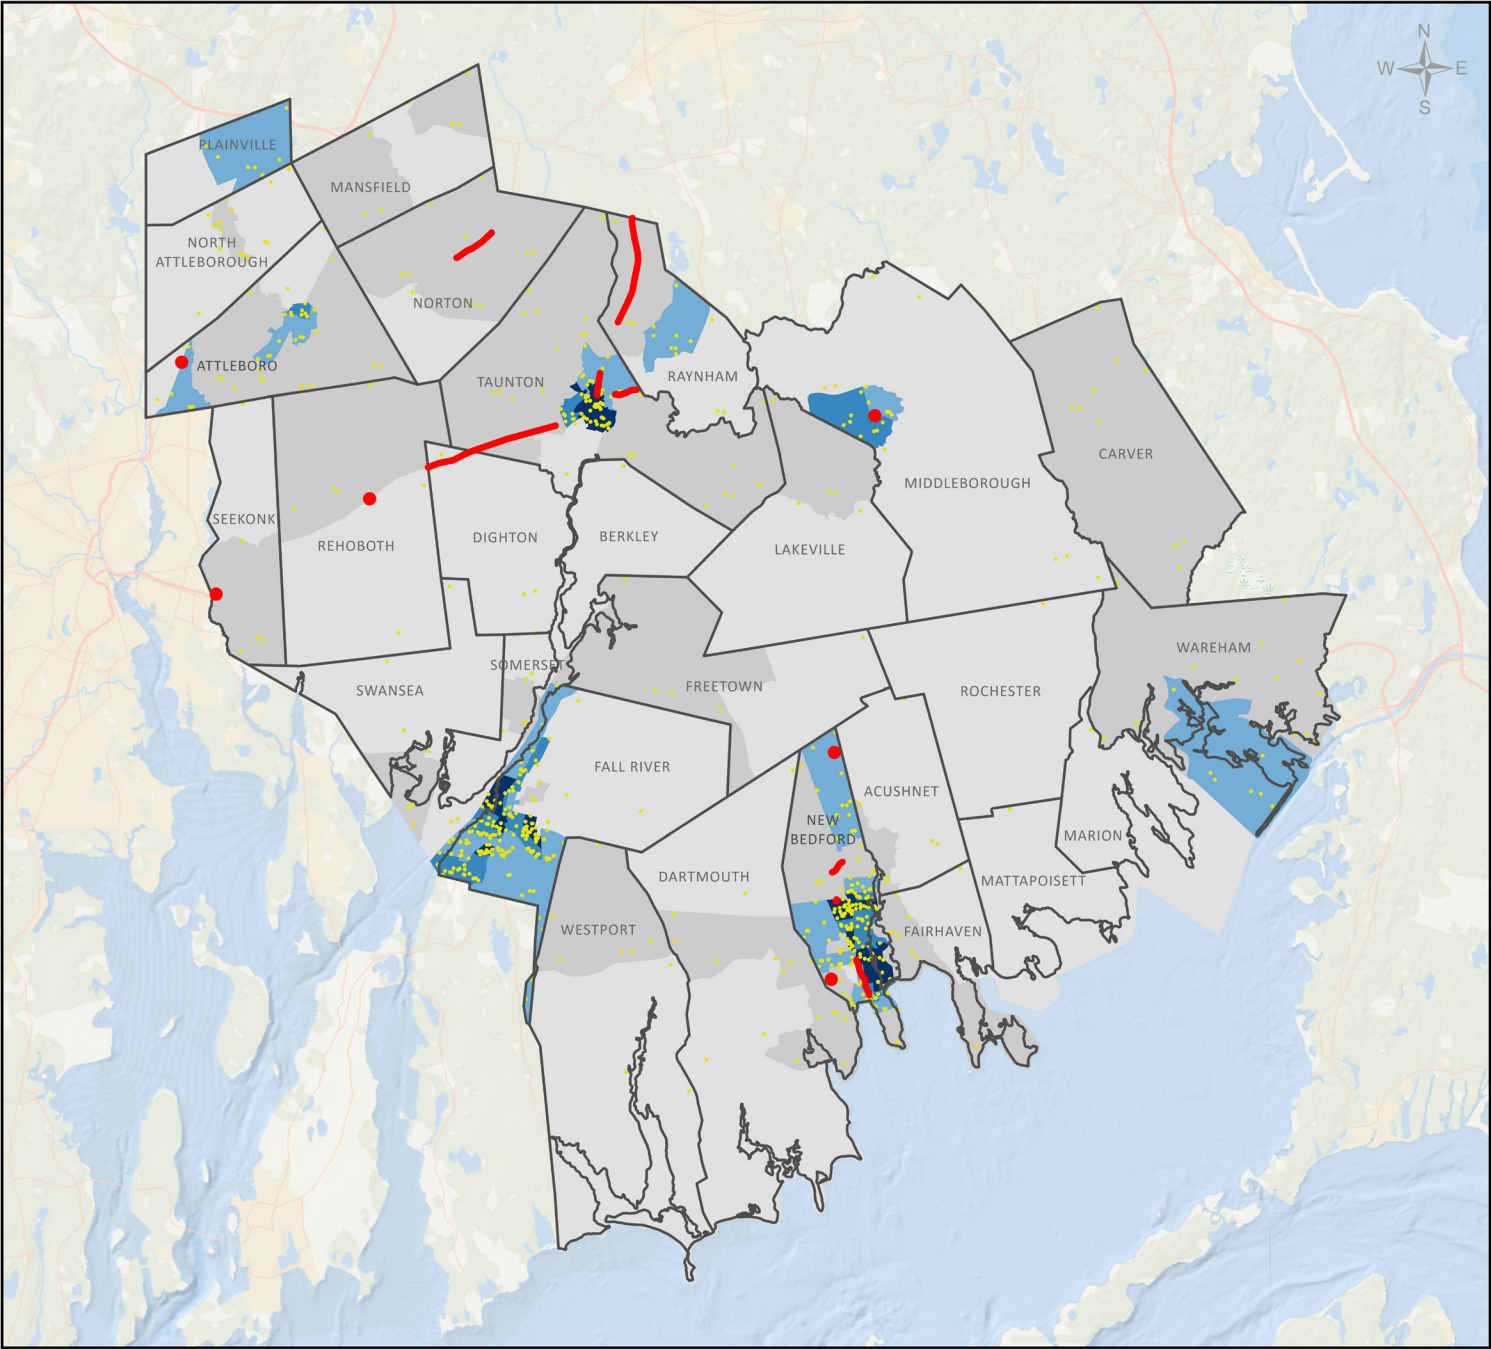 N
W E
S
PLAINVILLE
MANSFIELD
NORTH
ATTLEBOROUGH
NORTON
ATTLEBORO
TAUNTON
RAYNHAM
CARVER
MIDDLEBOROUGH
SEEKONK
REHOBOTH
DIGHTON
BERKLEY
LAKEVILLE
WAREHAM
SOMERSET
SWANSEA
FREETOWN
ROCHESTER
FALL RIVER
ACUSHNET
NEW
BEDFORD
MARION
DARTMOUTH
MATTAPOISETT
WESTPORT
FAIRHAVEN